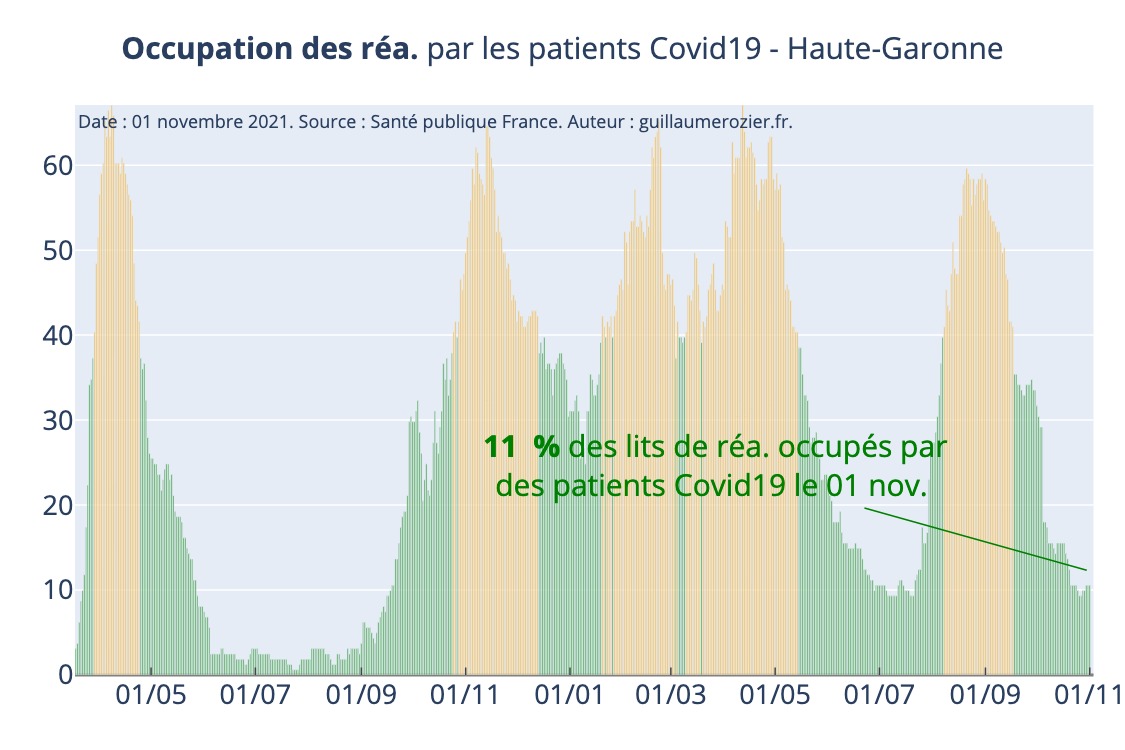 Occupation des réa. par les patients Covid19 - Haute-Garonne
Date : 01 novembre 2021. Source : Santé publique France. Auteur : guillaumerozier.fr.
60
50
40
30
20
10
0
11 % des lits de réa. occupés par
des patients Covid19 le 01 nov.
01/05 01/07 01/09 01/11 01/01 01/03 01/05 01/07 01/09 01/11